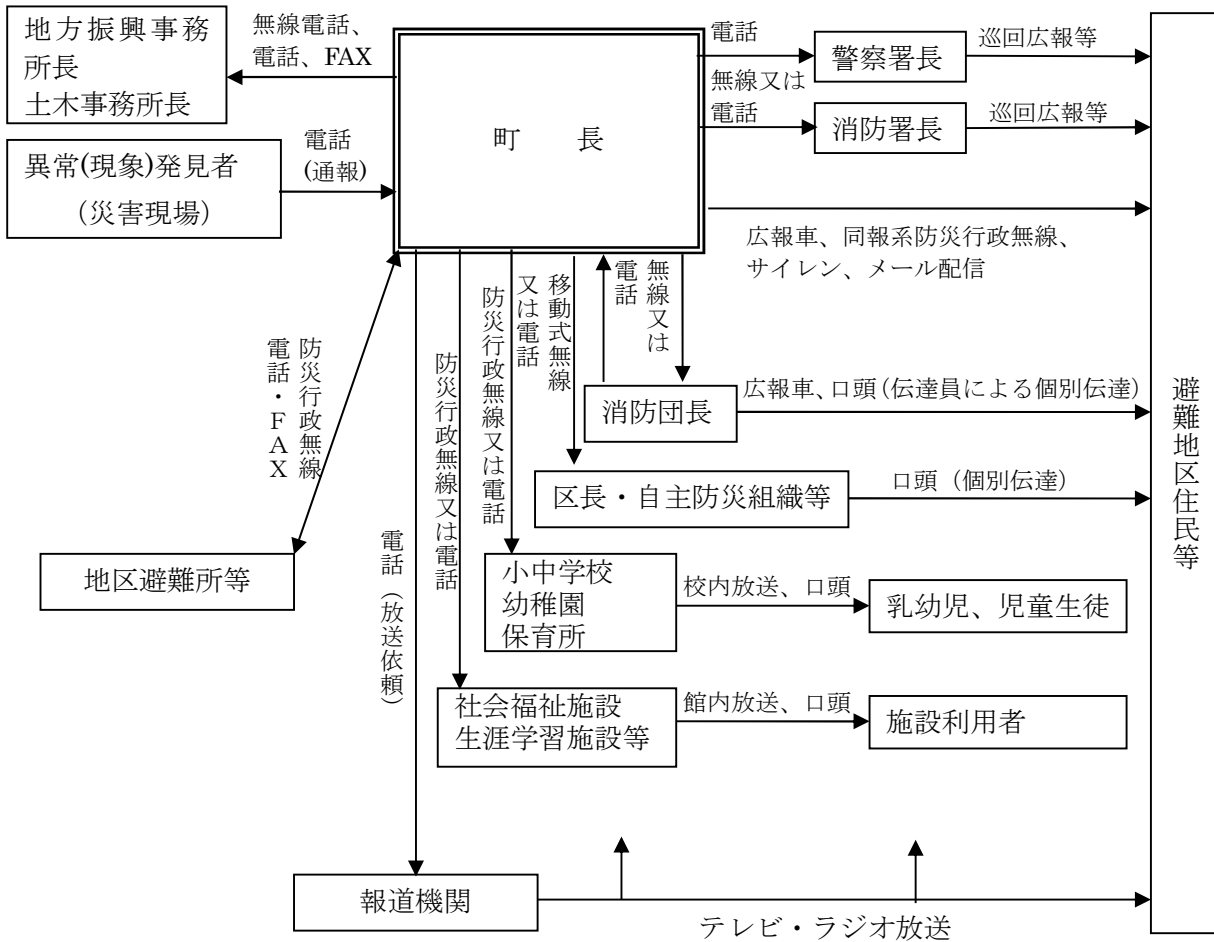 地方振興事務
所長
土木事務所長
無線電話、
電話、FAX
異常(現象)発見者
（災害現場）
電話
(通報)
町　長
電話
無線又は
電話
警察署長
巡回広報等
消防署長
巡回広報等
広報車、同報系防災行政無線、
サイレン、メール配信
避難地区住民等
防災行政無線
電話・FAX
地区避難所等
電話（放送依頼）
防災行政無線又は電話
防災行政無線又は電話
移動式無線
又は電話
無線又は
電話
消防団長
広報車、口頭(伝達員による個別伝達)
区長・自主防災組織等
口頭（個別伝達）
小中学校
幼稚園
保育所
校内放送、口頭
乳幼児、児童生徒
社会福祉施設
生涯学習施設等
館内放送、口頭
施設利用者
報道機関
テレビ・ラジオ放送